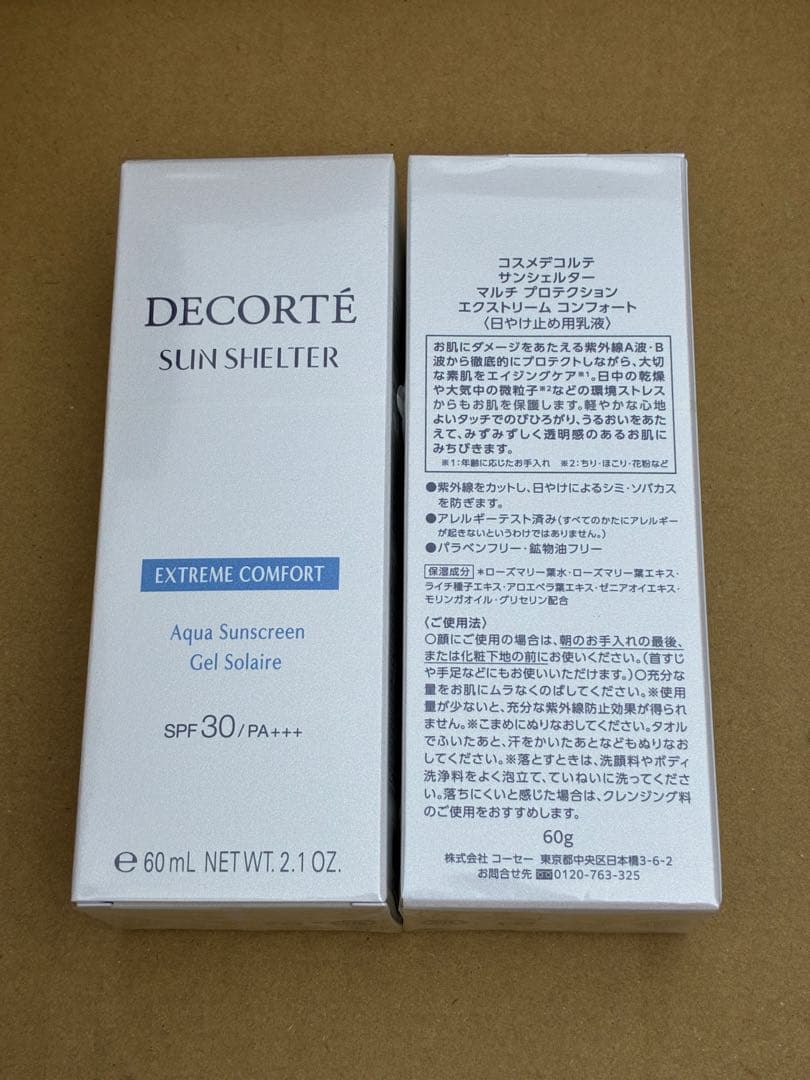 DECORTÉ
SUN SHELTER
EXTREME COMFORT
Aqua Sunscreen
Gel Solaire
SPF 30/PA+++
℮ 60 mL NET WT. 2.1 OZ.
コスメデコルテ
サンシェルター
マルチ プロテクション
エクストリーム コンフォート
〈日やけ止め用乳液〉
お肌にダメージをあたえる紫外線A波・B
波から徹底的にプロテクトしながら、大切
な素肌をエイジングケア※1。日中の乾燥
や大気中の微粒子※2などの環境ストレス
からもお肌を保護します。軽やかな心地
よいタッチでのびひろがり、うるおいをあた
えて、みずみずしく透明感のあるお肌に
みちびきます。
※1：年齢に応じたお手入れ ※2：ちり・ほこり・花粉など
●紫外線をカットし、日やけによるシミ・ソバカス
を防ぎます。
●アレルギーテスト済み（すべてのかたにアレルギー
が起きないというわけではありません。）
●パラベンフリー・鉱物油フリー
保湿成分 *ローズマリー葉水・ローズマリー葉エキス・
ライチ種子エキス・アロエベラ葉エキス・ゼニアオイエキス・
モリンガオイル・グリセリン配合
〈ご使用法〉
○顔にご使用の場合は、朝のお手入れの最後、
または化粧下地の前にお使いください。（首すじ
や手足などにもお使いいただけます。）○充分な
量をお肌にムラなくのばしてください。※使用
量が少ないと、充分な紫外線防止効果が得られ
ません。※こまめにぬりなおしてください。タオル
でふいたあと、汗をかいたあとなどもぬりなお
してください。※落とすときは、洗顔料やボディ
洗浄料をよく泡立て、ていねいに洗ってくださ
い。落ちにくいと感じた場合は、クレンジング料
のご使用をおすすめします。
60g
株式会社 コーセー 東京都中央区日本橋3-6-2
お問合せ先 0120-763-325